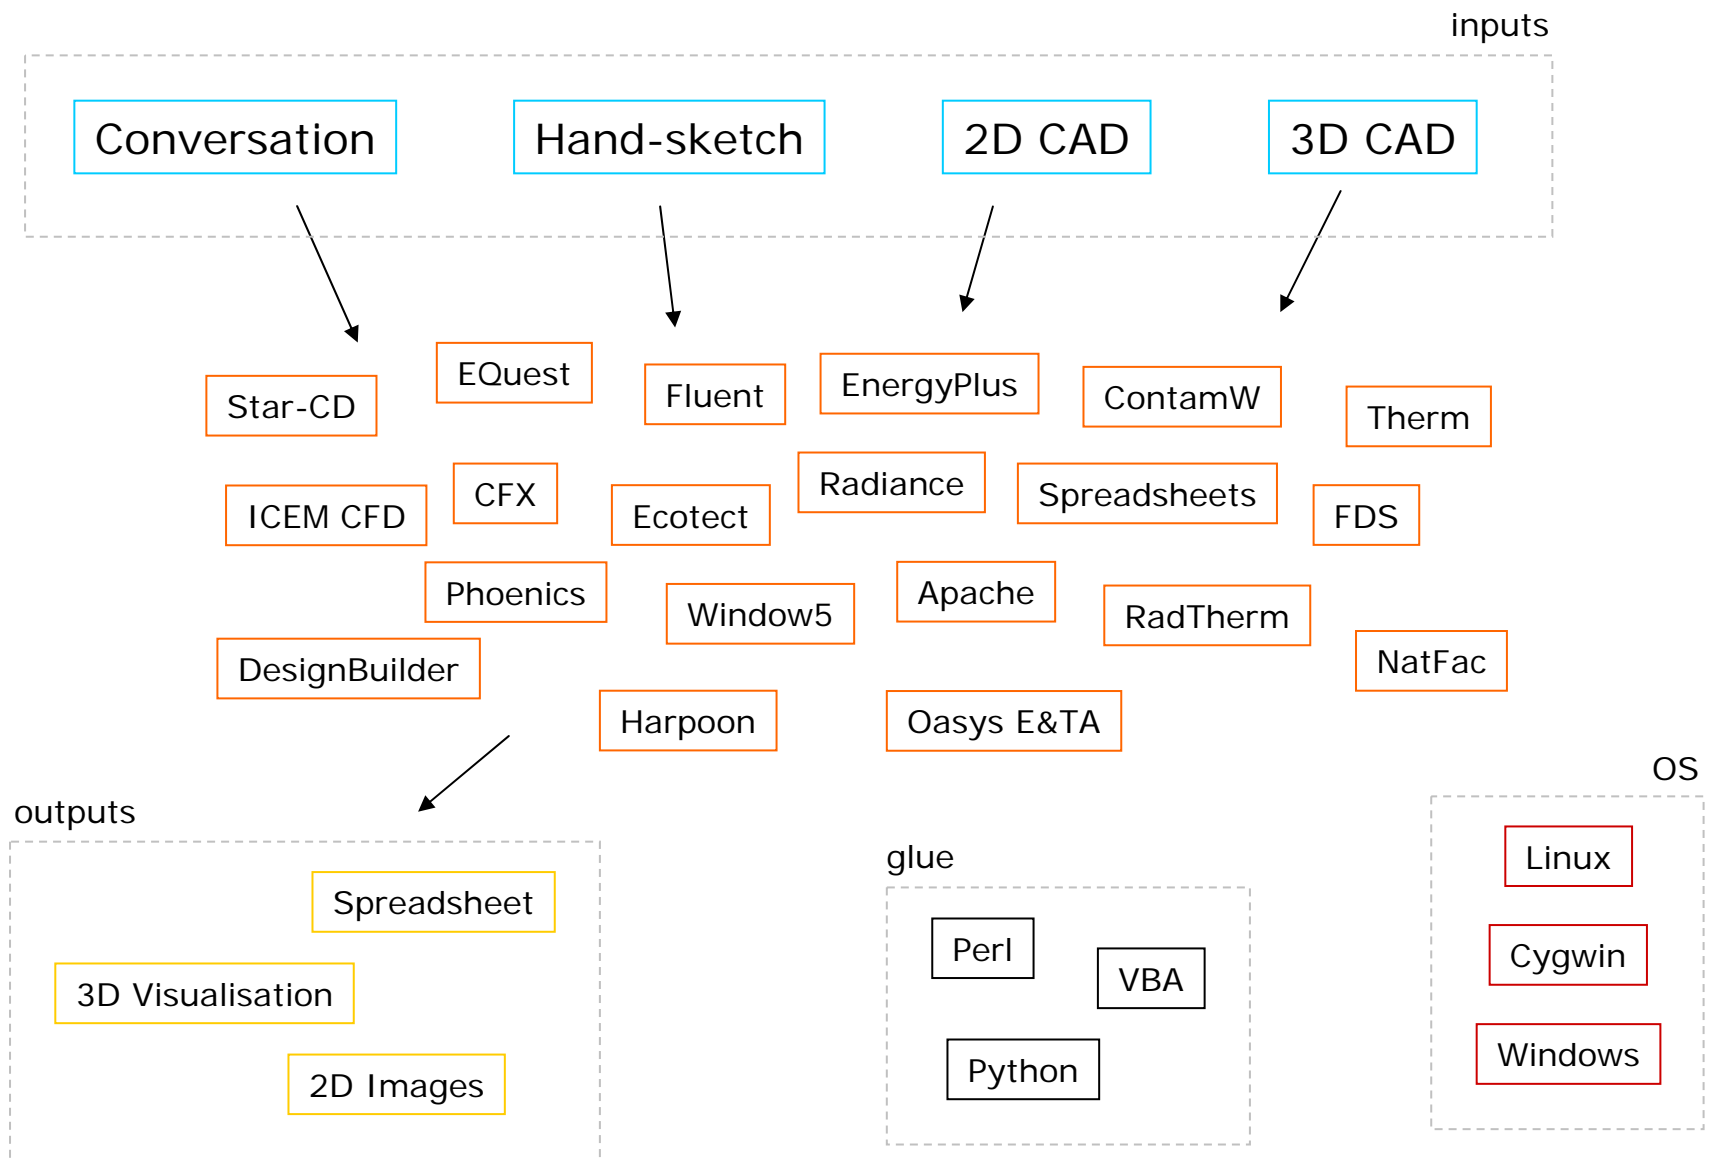 inputs
Conversation
Hand-sketch
2D CAD
3D CAD
Star-CD
EQuest
Fluent
EnergyPlus
ContamW
Therm
ICEM CFD
CFX
Ecotect
Radiance
Spreadsheets
FDS
Phoenics
Window5
Apache
RadTherm
NatFac
DesignBuilder
Harpoon
Oasys E&TA
outputs
Spreadsheet
3D Visualisation
2D Images
glue
Perl
VBA
Python
OS
Linux
Cygwin
Windows